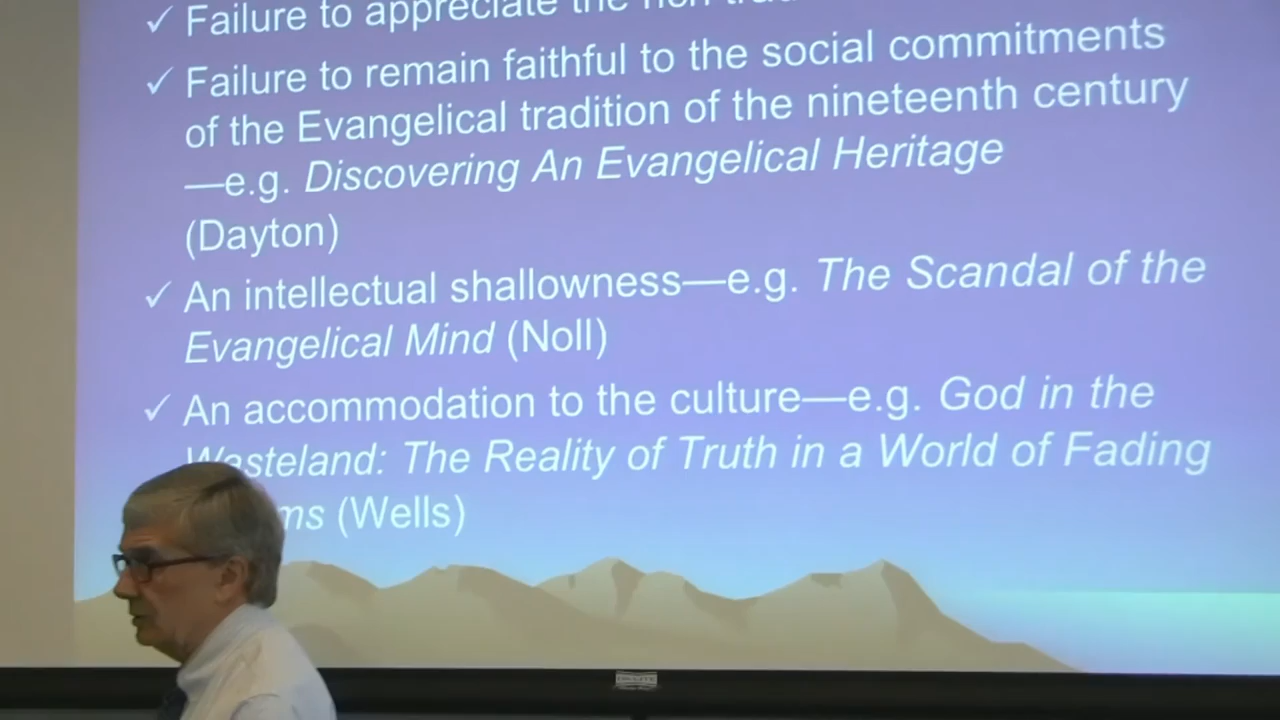 ✓ Failure to appreciate the non
✓ Failure to remain faithful to the social commitments
of the Evangelical tradition of the nineteenth century
—e.g. Discovering An Evangelical Heritage
(Dayton)
✓ An intellectual shallowness—e.g. The Scandal of the
Evangelical Mind (Noll)
✓ An accommodation to the culture—e.g. God in the
Wasteland: The Reality of Truth in a World of Fading
(Wells)